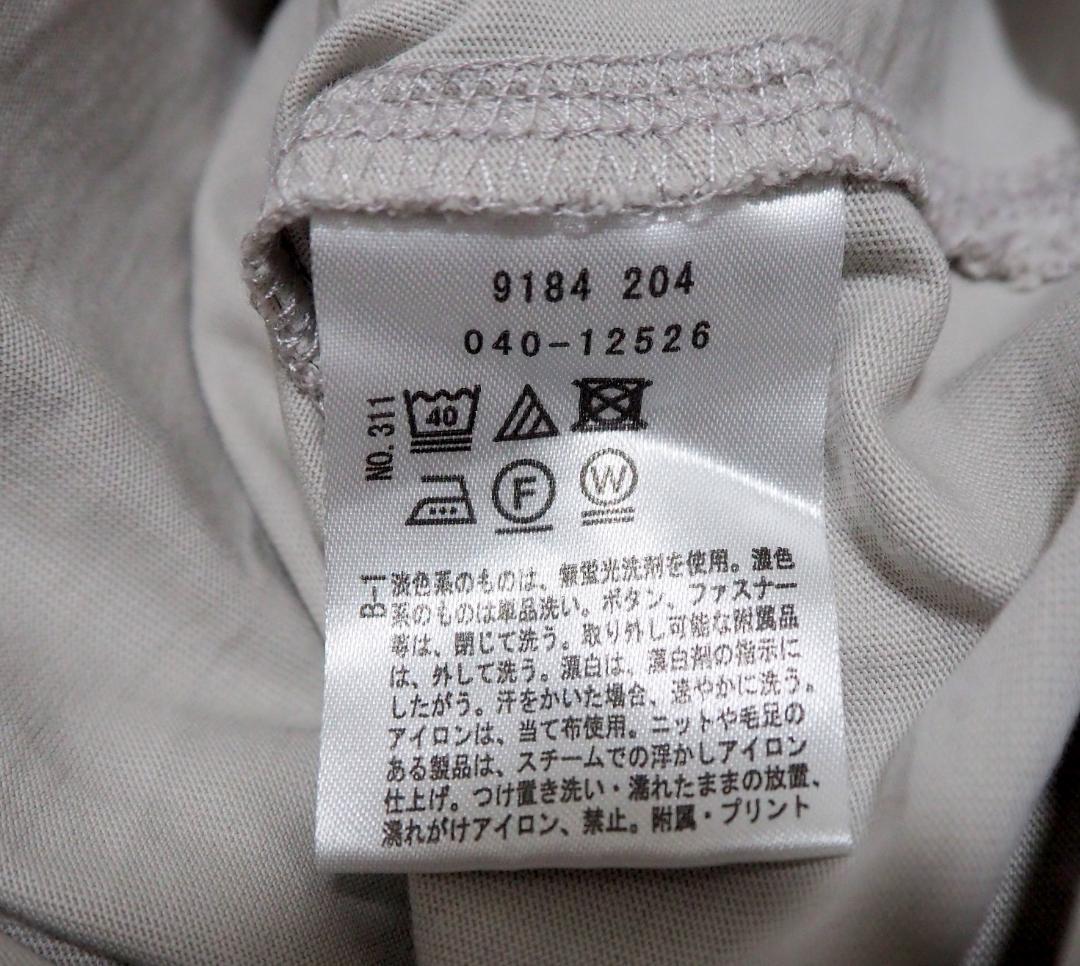 9184 204
040-12526
NO.311
40
F
W
B-1
淡色系のものは、無蛍光洗剤を使用。濃色
系のものは単品洗い。ボタン、ファスナー
等は、閉じて洗う。取り外し可能な附属品
は、外して洗う。漂白は、漂白剤の指示に
したがう。汗をかいた場合、速やかに洗う。
アイロンは、当て布使用。ニットや毛足の
ある製品は、スチームでの浮かしアイロン
仕上げ。つけ置き洗い・濡れたままの放置、
濡れがけアイロン、禁止。附属・プリント